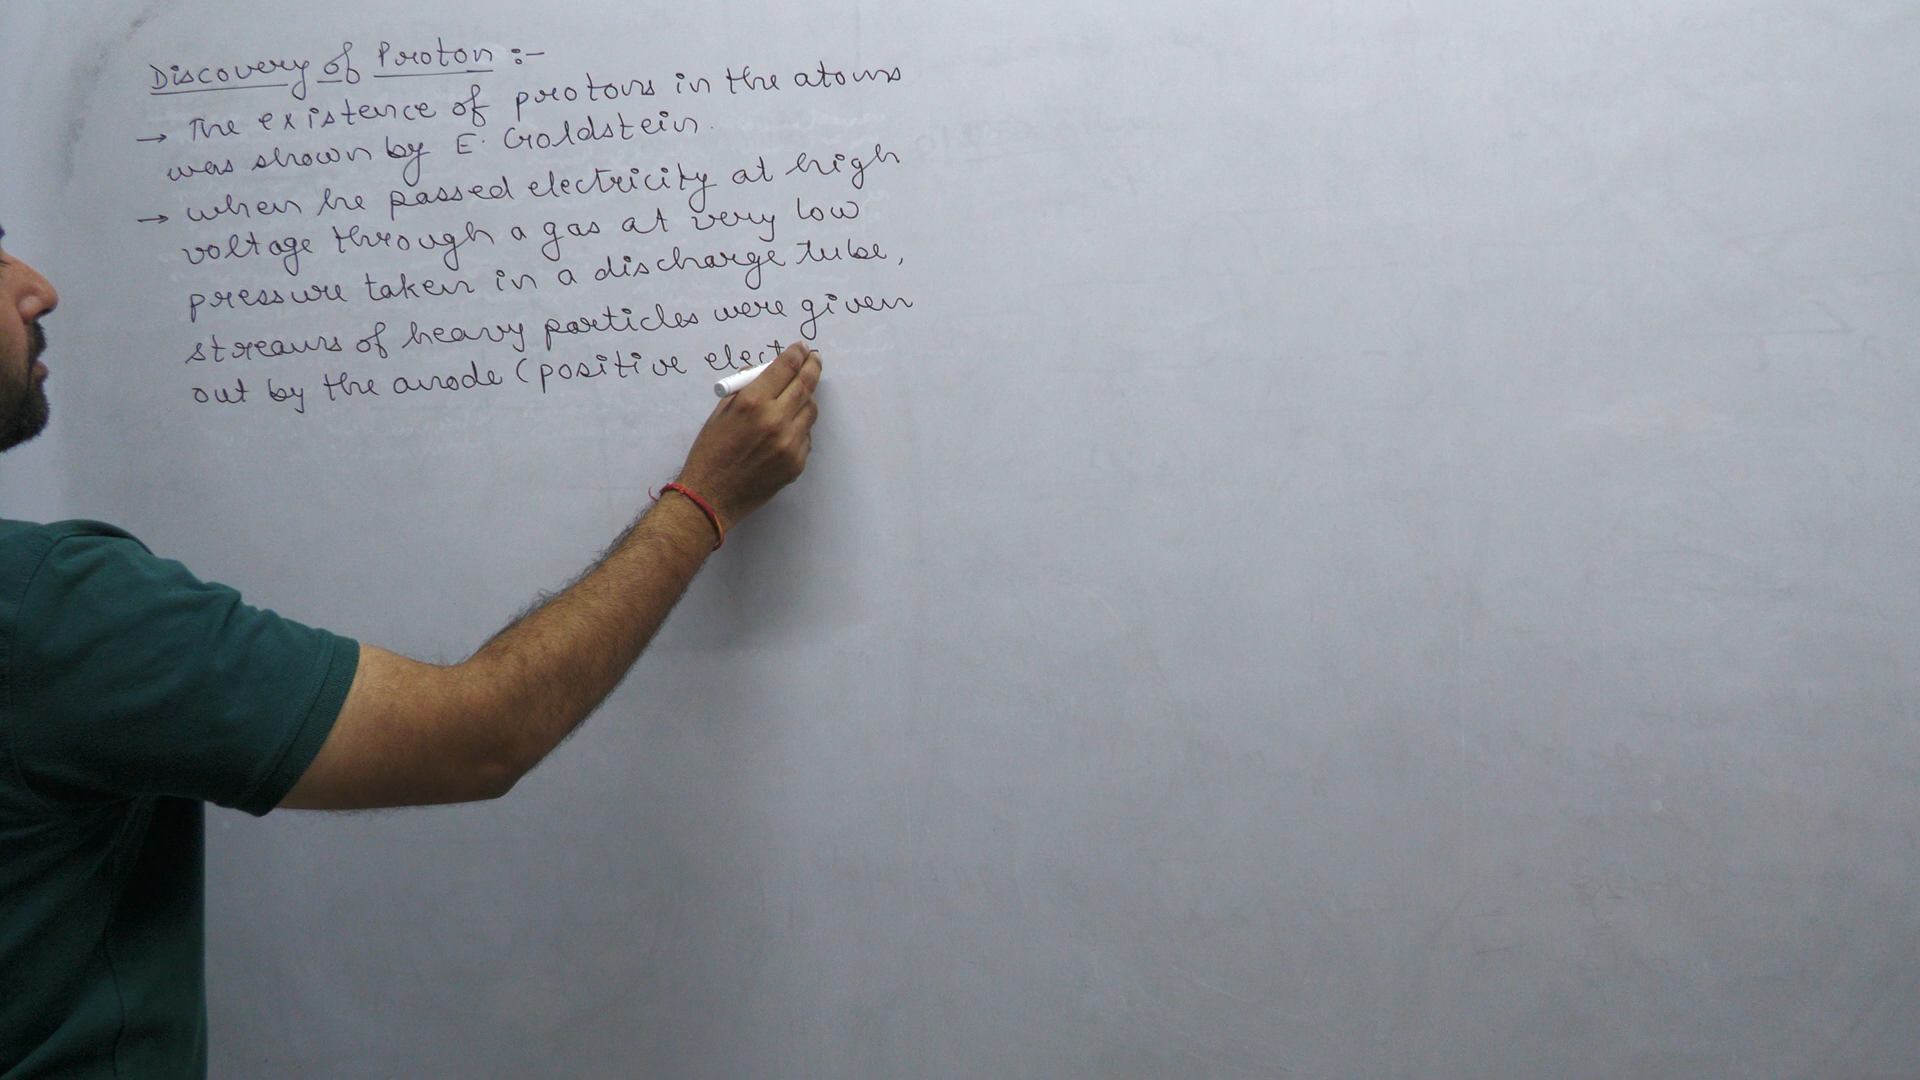 Discovery of Proton :-
→ The existence of protons in the atoms
was shown by E. Goldstein.
→ when he passed electricity at high
voltage through a gas at very low
pressure taken in a discharge tube,
streams of heavy particles were given
out by the anode (positive elect